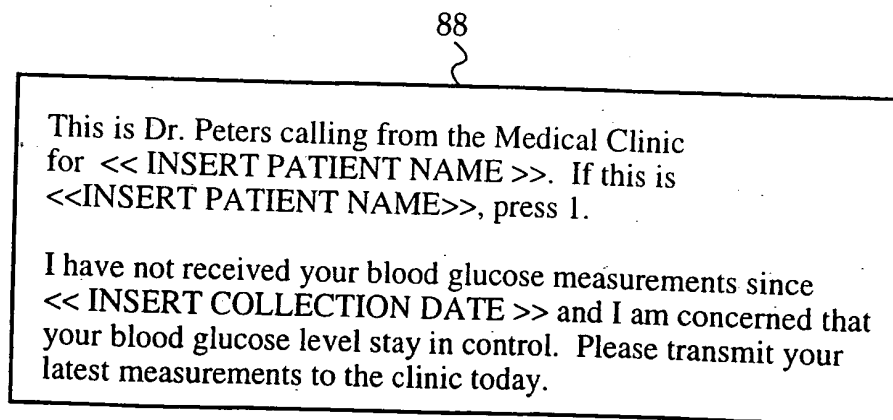 88
This is Dr. Peters calling from the Medical Clinic
for << INSERT PATIENT NAME >>. If this is
<<INSERT PATIENT NAME>>, press 1.
I have not received your blood glucose measurements since
<< INSERT COLLECTION DATE >> and I am concerned that
your blood glucose level stay in control. Please transmit your
latest measurements to the clinic today.